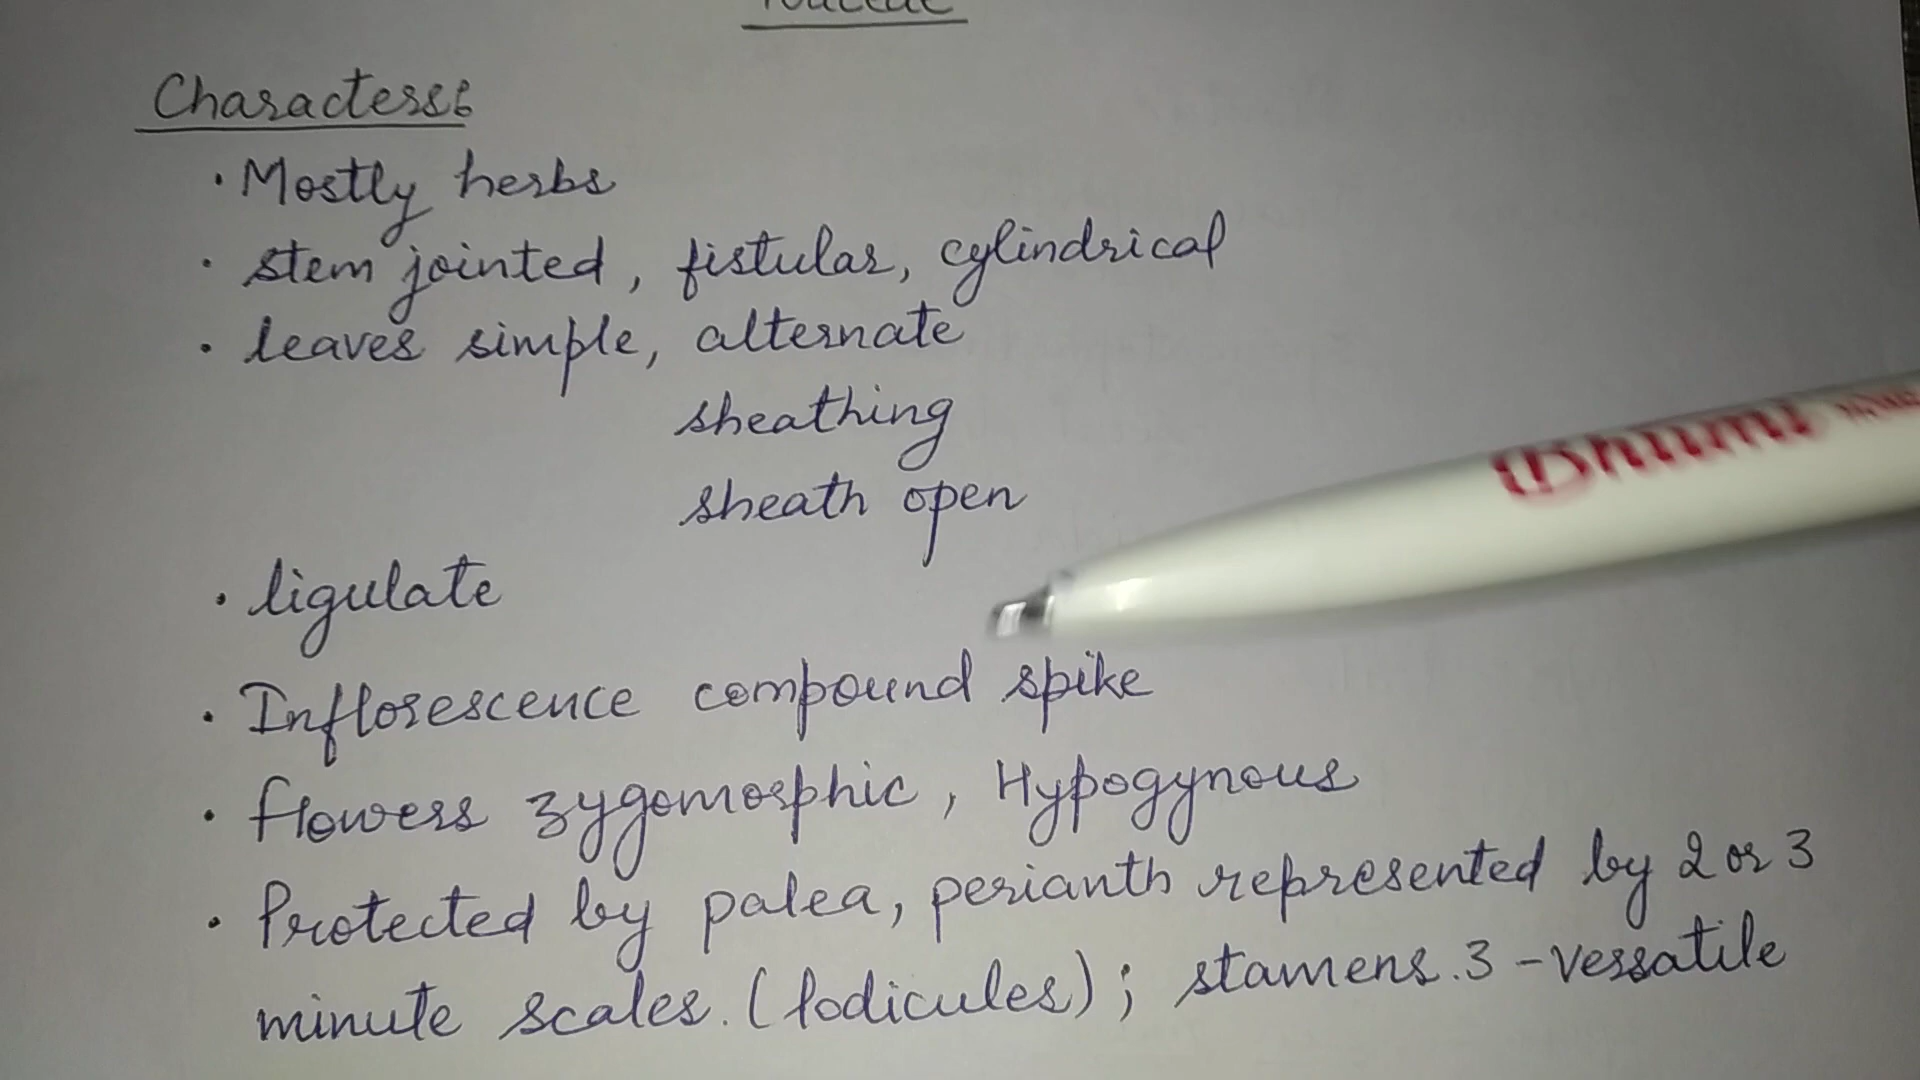 Characters:
· Mostly herbs
· stem jointed, fistular, cylindrical
· leaves simple, alternate
sheathing
sheath open
· ligulate
· Inflorescence compound spike
· flowers zygomorphic, Hypogynous
· Protected by palea, perianth represented by 2 or 3
minute scales. (lodicules); stamens. 3 - versatile
Bhumi